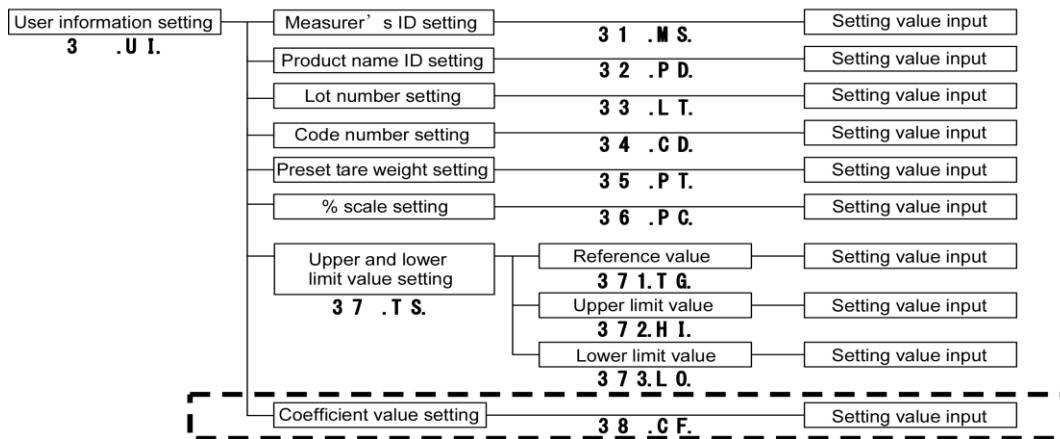 User information setting
3 .U I.
Measurer’s ID setting
3 1 .M S.
Setting value input
Product name ID setting
3 2 .P D.
Setting value input
Lot number setting
3 3 .L T.
Setting value input
Code number setting
3 4 .C D.
Setting value input
Preset tare weight setting
3 5 .P T.
Setting value input
% scale setting
3 6 .P C.
Setting value input
Upper and lower
limit value setting
3 7 .T S.
Reference value
3 7 1.T G.
Setting value input
Upper limit value
3 7 2.H I.
Setting value input
Lower limit value
3 7 3.L O.
Setting value input
Coefficient value setting
3 8 .C F.
Setting value input